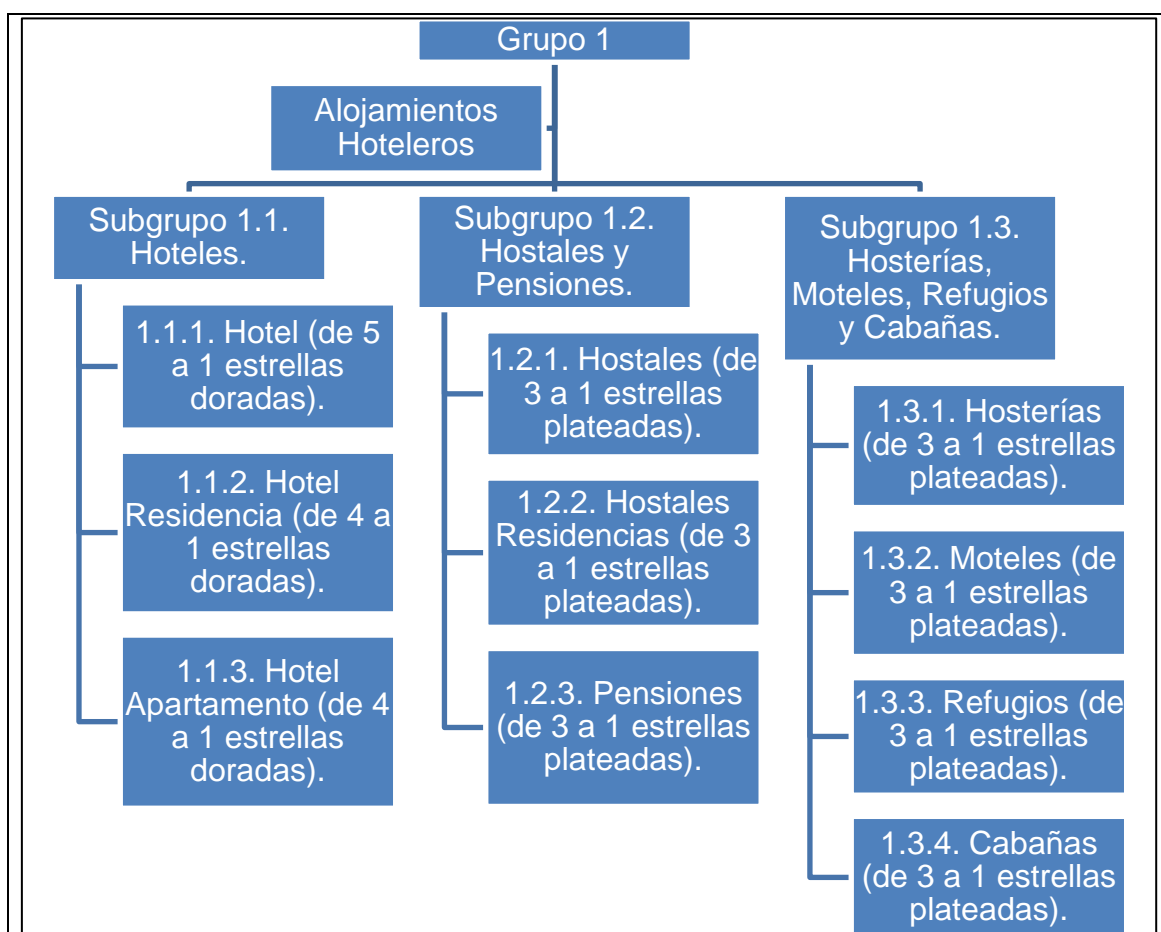 Grupo 1
Alojamientos
Hoteleros
Subgrupo 1.1.
Hoteles.
1.1.1. Hotel (de 5
a 1 estrellas
doradas).
1.1.2. Hotel
Residencia (de 4 a
1 estrellas
doradas).
1.1.3. Hotel
Apartamento (de 4
a 1 estrellas
doradas).
Subgrupo 1.2.
Hostales y
Pensiones.
1.2.1. Hostales (de
3 a 1 estrellas
plateadas).
1.2.2. Hostales
Residencias (de 3
a 1 estrellas
plateadas).
1.2.3. Pensiones
(de 3 a 1 estrellas
plateadas).
Subgrupo 1.3.
Hosterías,
Moteles, Refugios
y Cabañas.
1.3.1. Hosterías
(de 3 a 1 estrellas
plateadas).
1.3.2. Moteles (de
3 a 1 estrellas
plateadas).
1.3.3. Refugios (de
3 a 1 estrellas
plateadas).
1.3.4. Cabañas
(de 3 a 1 estrellas
plateadas).